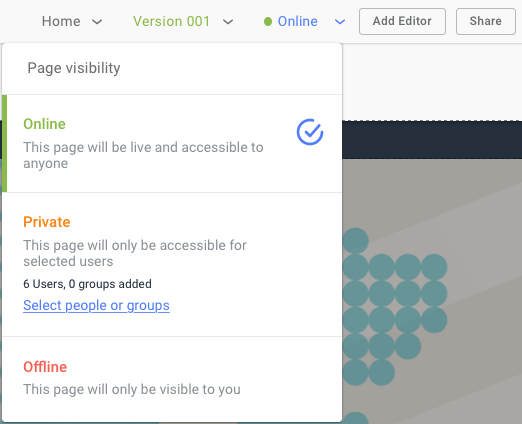 Home Version 001 Online Add Editor Share
Page visibility
Online
This page will be live and accessible to
anyone
Private
This page will only be accessible for
selected users
6 Users, 0 groups added
Select people or groups
Offline
This page will only be visible to you